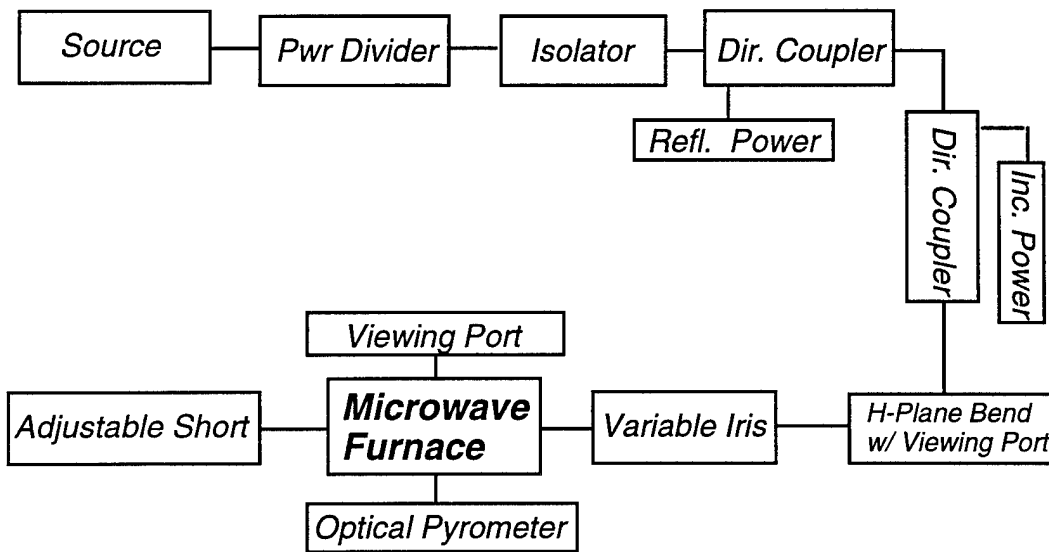 Source
Pwr Divider
Isolator
Dir. Coupler
Refl. Power
Dir. Coupler
Inc. Power
Viewing Port
Adjustable Short
Microwave
Furnace
Variable Iris
H-Plane Bend
w/ Viewing Port
Optical Pyrometer